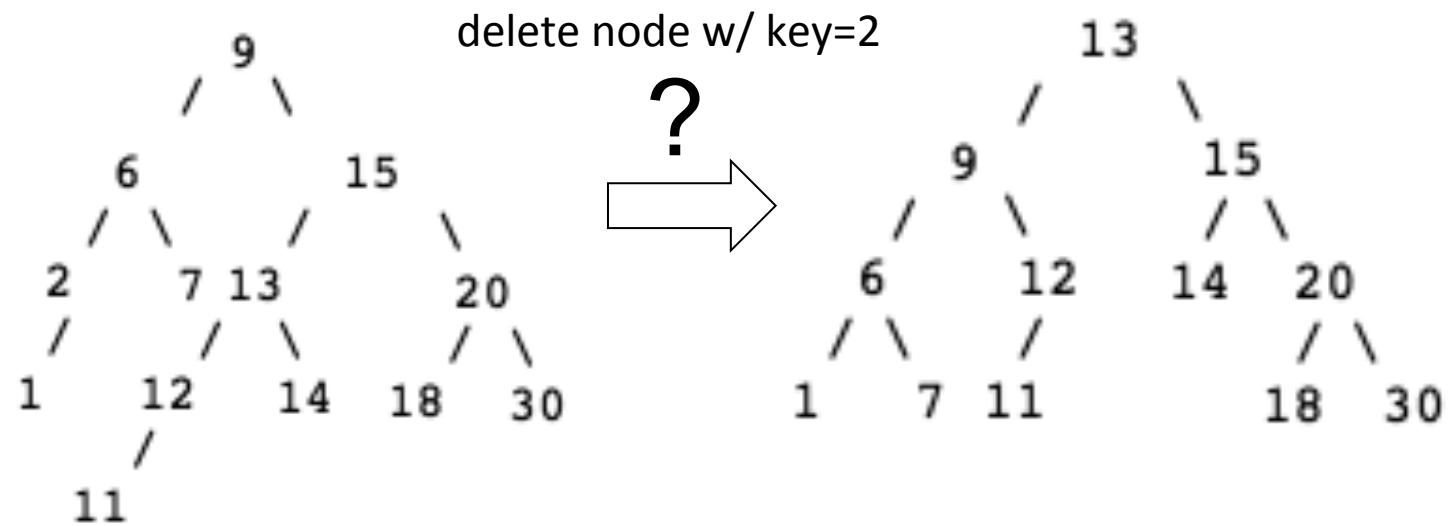 delete node w/ key=2
?
9
/ \
6 15
/ \ / \
2 7 13 20
/ / \ / \
1 12 14 18 30
/
11
13
/ \
9 15
/ \ / \
6 12 14 20
/ \ / / \
1 7 11 18 30